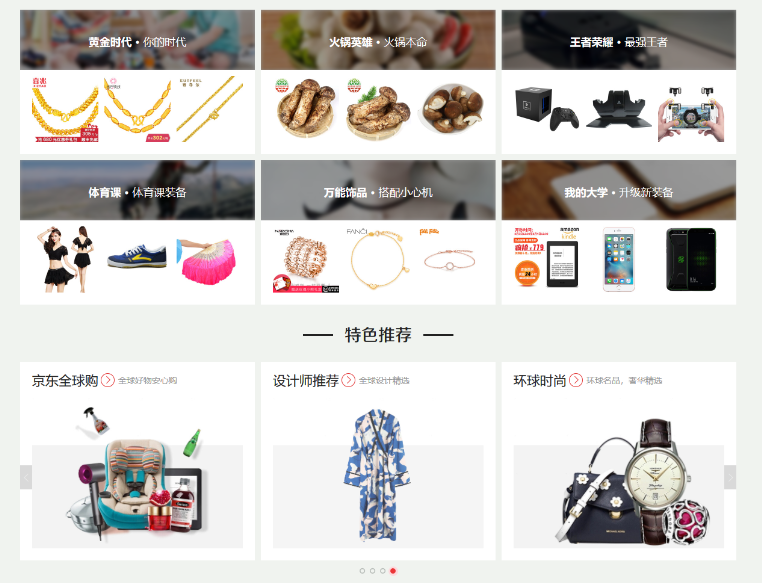 黄金时代 • 你的时代
火锅英雄 • 火锅本命
王者荣耀 • 最强王者
体育课 • 体育课装备
万能饰品 • 搭配小心机
FANCI
我的大学 • 升级新装备
amazon
kindle
特色推荐
京东全球购
全球好物安心购
设计师推荐
全球设计精选
环球时尚
环球名品，奢华精选